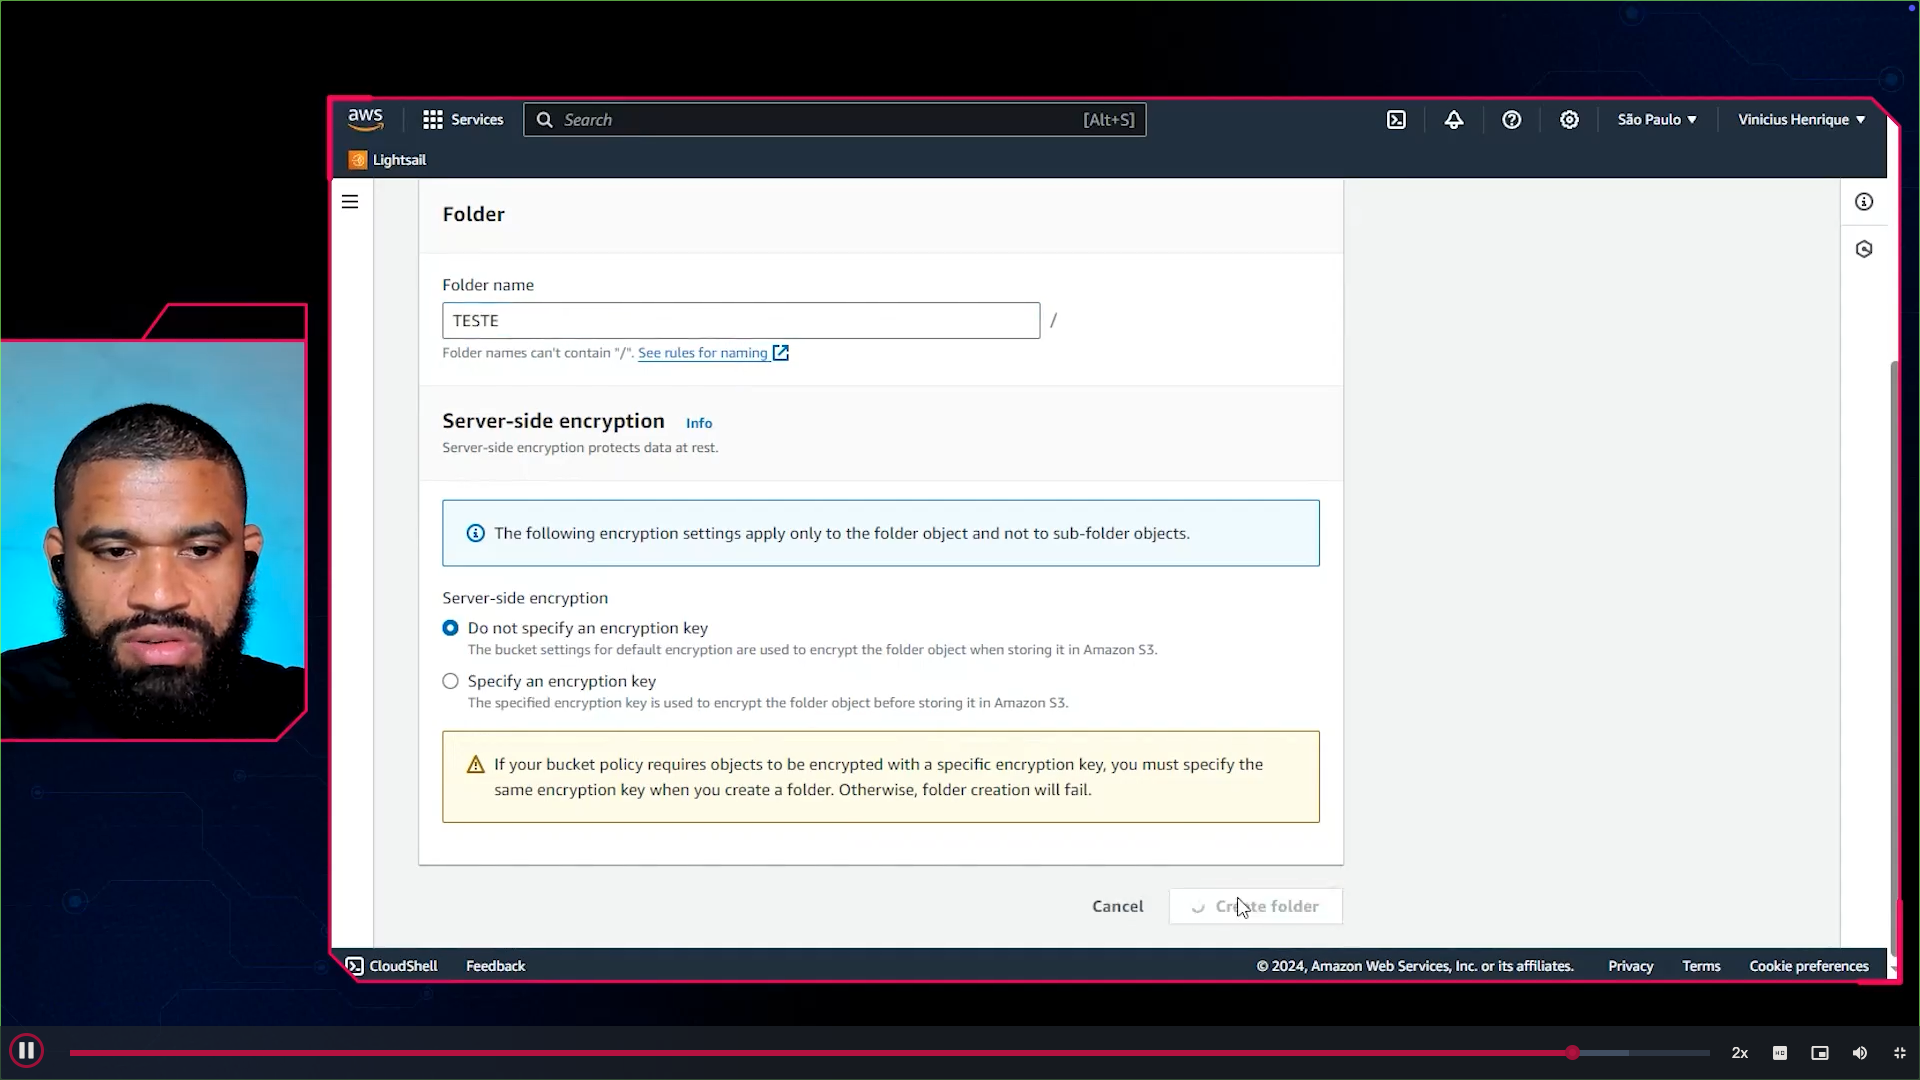 aws
Services
Search
[Alt+S]
São Paulo
Vinicius Henrique
Lightsail
Folder
Folder name
TESTE
/
Folder names can't contain "/". See rules for naming
Server-side encryption Info
Server-side encryption protects data at rest.
The following encryption settings apply only to the folder object and not to sub-folder objects.
Server-side encryption
Do not specify an encryption key
The bucket settings for default encryption are used to encrypt the folder object when storing it in Amazon S3.
Specify an encryption key
The specified encryption key is used to encrypt the folder object before storing it in Amazon S3.
If your bucket policy requires objects to be encrypted with a specific encryption key, you must specify the
same encryption key when you create a folder. Otherwise, folder creation will fail.
Cancel
Create folder
CloudShell
Feedback
© 2024, Amazon Web Services, Inc. or its affiliates.
Privacy
Terms
Cookie preferences
2x
HD